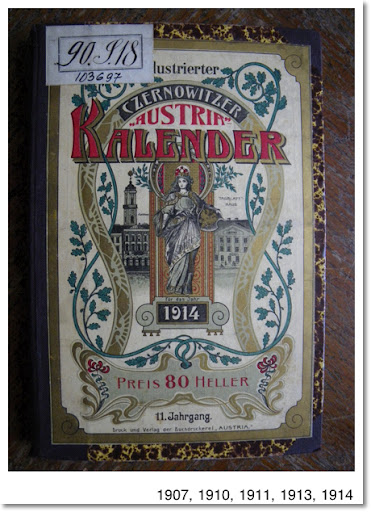 90.J.18
103697
Illustrierter
CZERNOWITZER
„AUSTRIA“
KALENDER
Für das Jahr
1914
PREIS 80 HELLER
11. Jahrgang.
Druck und Verlag der Buchdruckerei „AUSTRIA“
1907, 1910, 1911, 1913, 1914